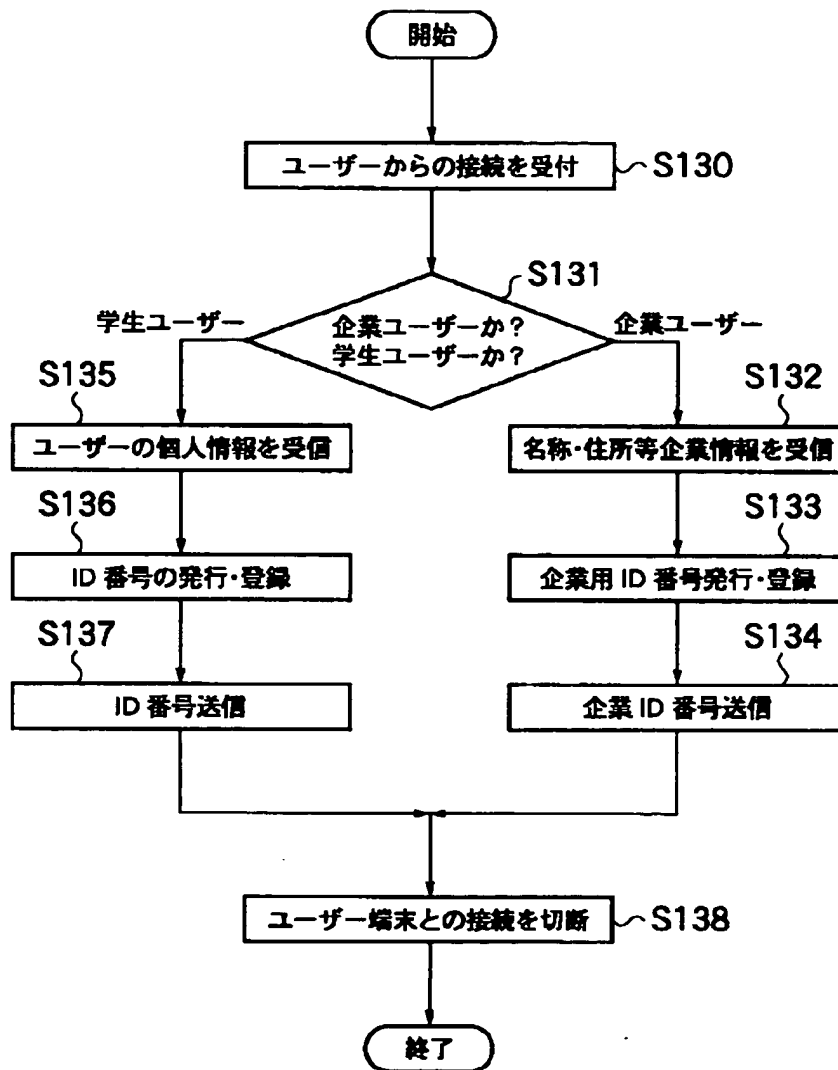 開始
ユーザーからの接続を受付
S130
S131
企業ユーザーか?
学生ユーザーか?
学生ユーザー
企業ユーザー
S135
ユーザーの個人情報を受信
S132
名称・住所等企業情報を受信
S136
ID 番号の発行・登録
S133
企業用 ID 番号発行・登録
S137
ID 番号送信
S134
企業 ID 番号送信
ユーザー端末との接続を切断
S138
終了